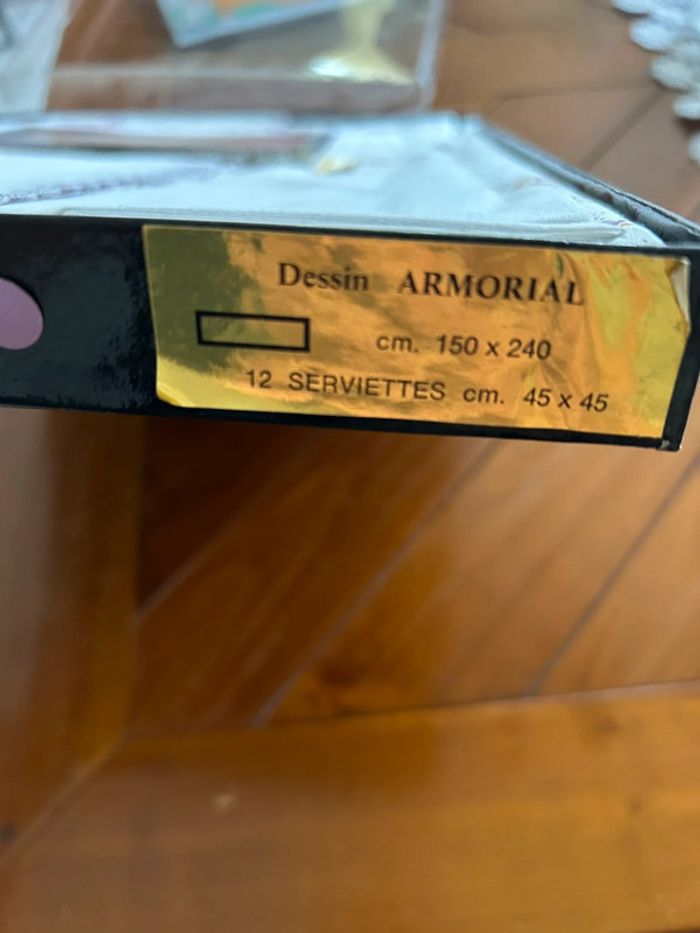 Dessin ARMORIAL
cm. 150 x 240
12 SERVIETTES cm. 45 x 45